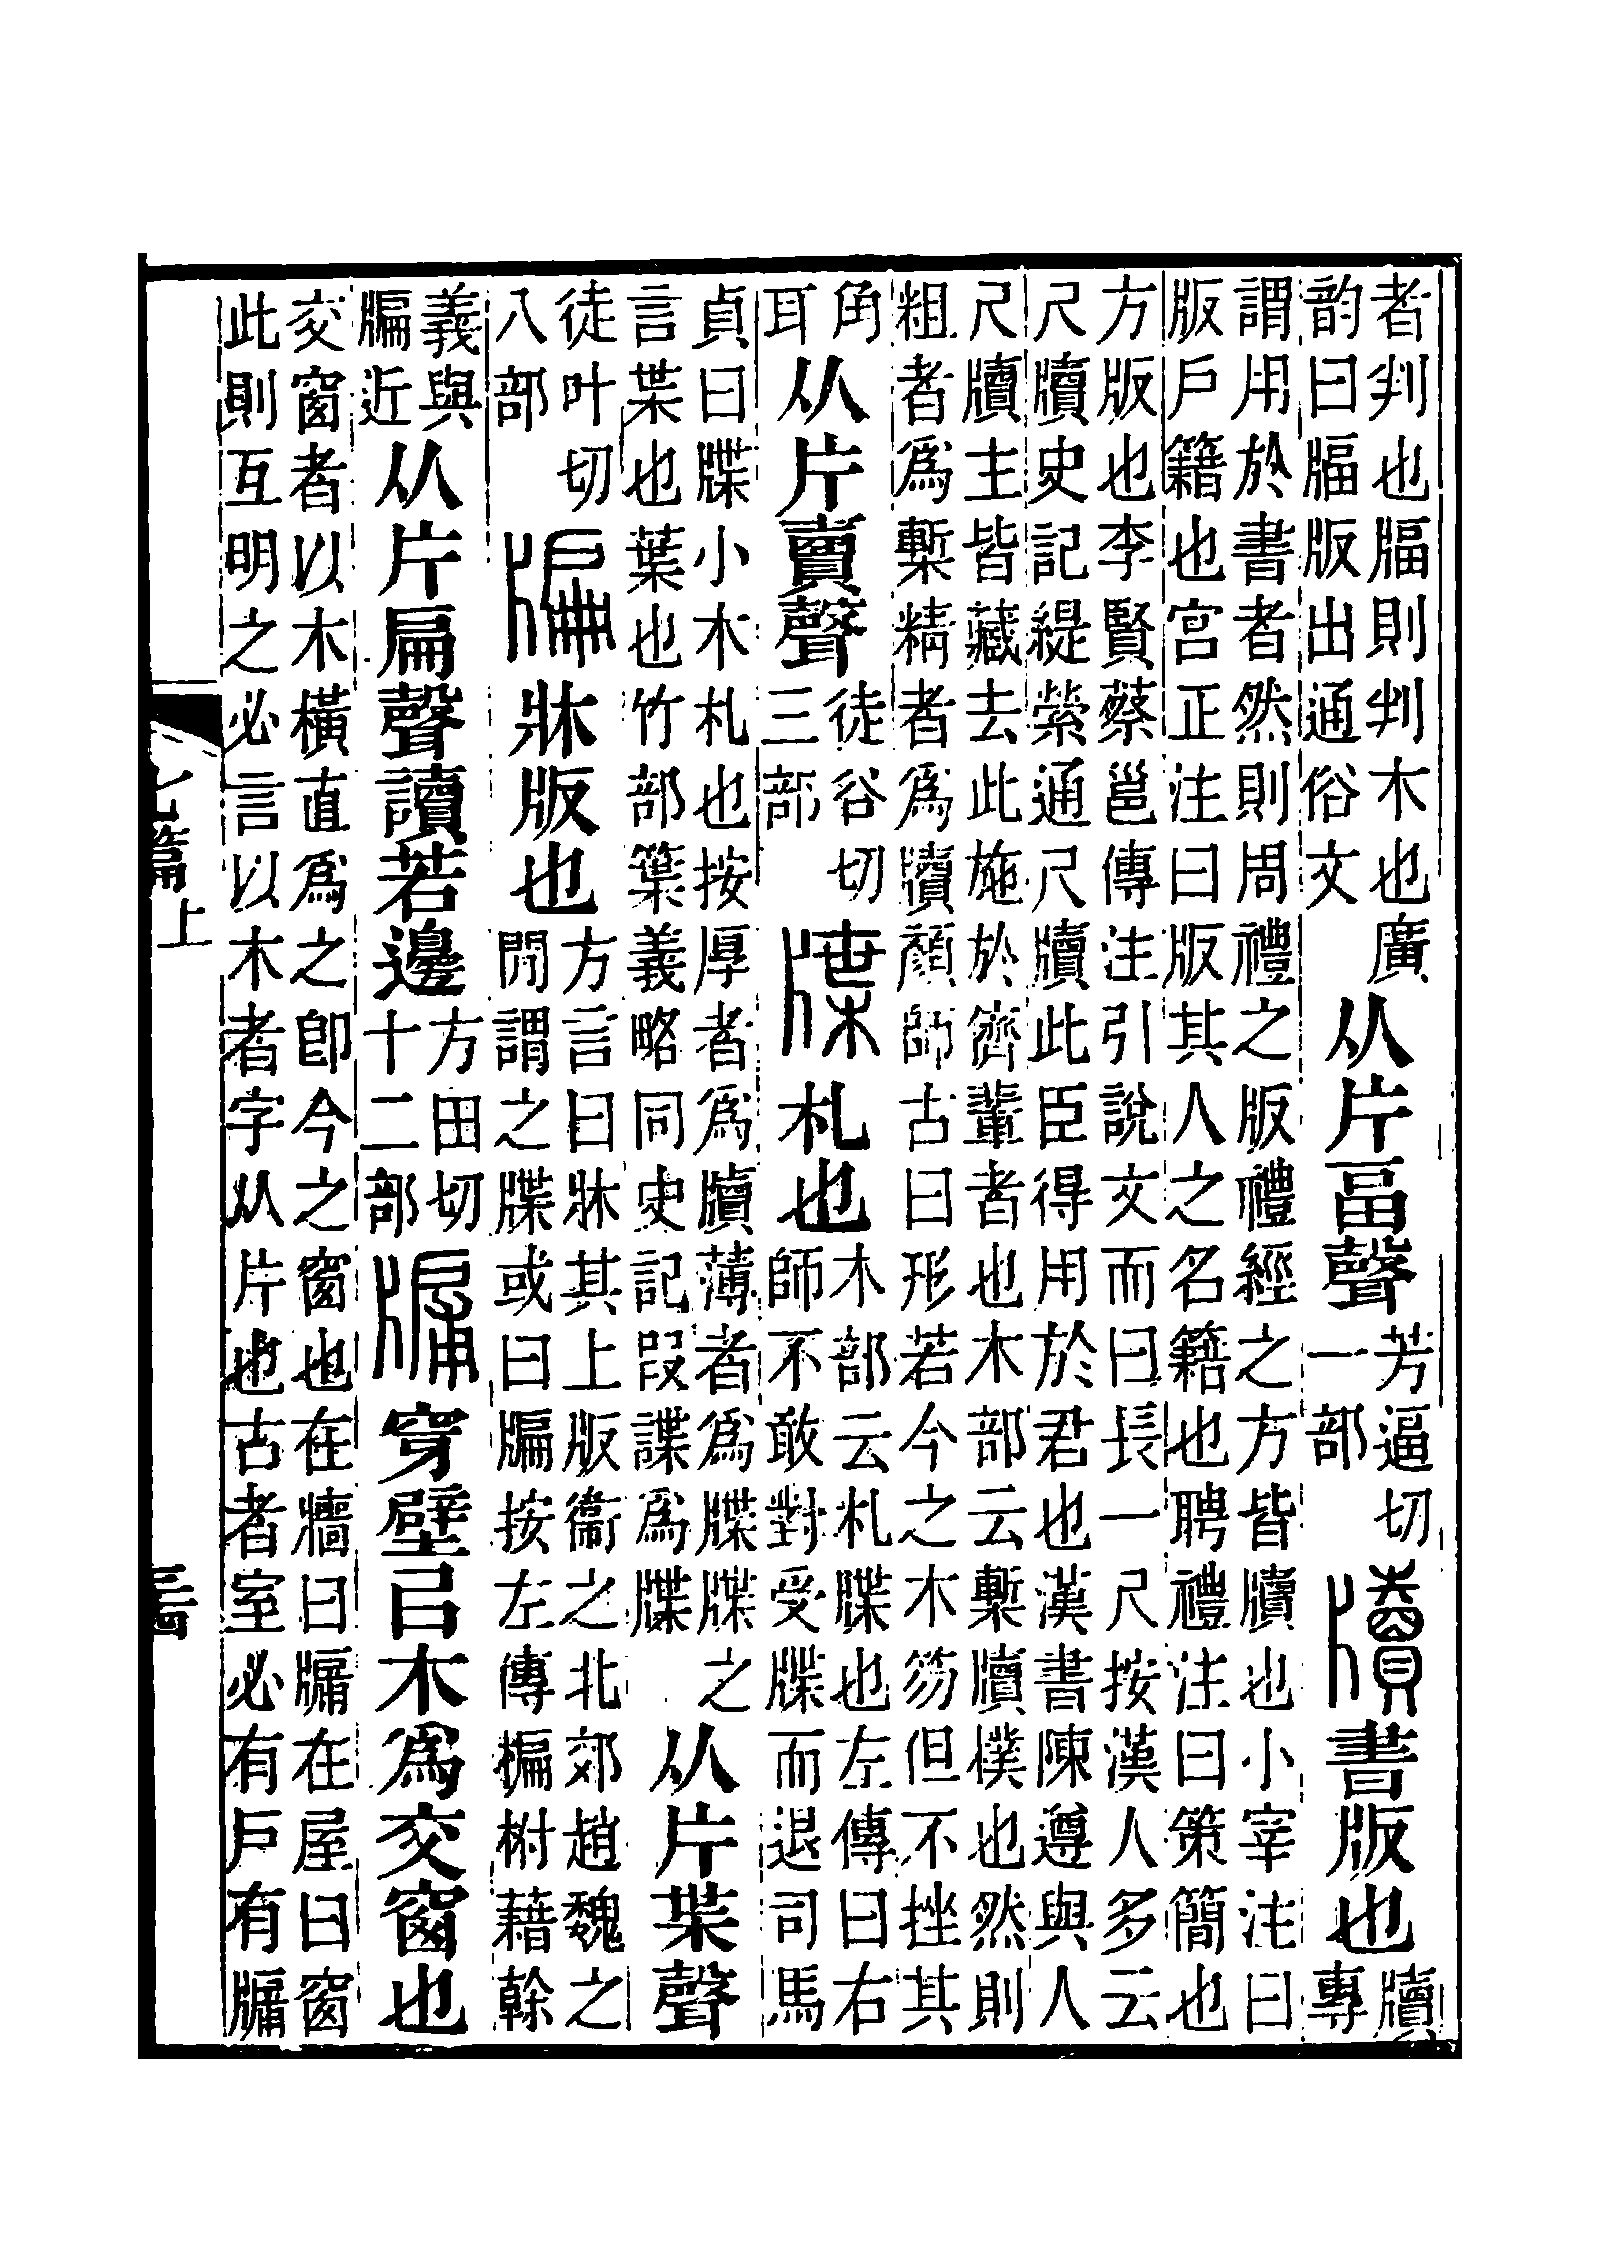 者判也牑則判木也廣
韵曰牑版出通俗文
从片畐聲
芳逼切
一部
牘書版也
牘
專
謂用於書者然則周禮之版禮經之方皆牘也小宰注曰
版戶籍也宮正注曰版其人之名籍也聘禮注曰策簡也
方版也李賢蔡邕傳注引說文而曰長一尺按漢人多云
尺牘史記緹縈通尺牘此臣得用於君也漢書陳遵與人
尺牘主皆藏去此施於儕輩者也木部云槧牘樸也然則
粗者爲槧精者爲牘顏師古曰形若今之木笏但不挫其
角
耳
从片𧶠聲
徒谷切
三部
牒札也
木部云札牒也左傳曰右
師不敢對受牒而退司馬
貞曰牒小木札也按厚者爲牘薄者爲牒牒之
言枼也葉也竹部䈎義略同史記叚諜爲牒
从片枼聲
徒叶切
八部
牑牀版也
方言曰牀其上版衞之北郊趙魏之
閒謂之牒或曰牑按左傳楄柎藉榦
義與
牑近
从片扁聲讀若邊
方田切
十二部
牖穿壁㠯木爲交窗也
交窗者以木橫直爲之卽今之窗也在牆曰牖在屋曰窗
此則互明之必言以木者字从片也古者室必有戶有牖
七篇上